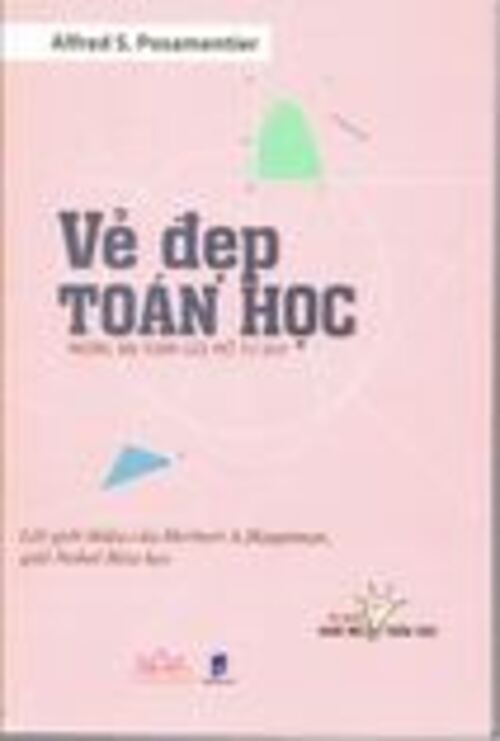 Alfred S. Posamentier
Vẻ đẹp
TOÁN HỌC
Lời giới thiệu của Herbert A. Hauptman,
giải Nobel Hóa học